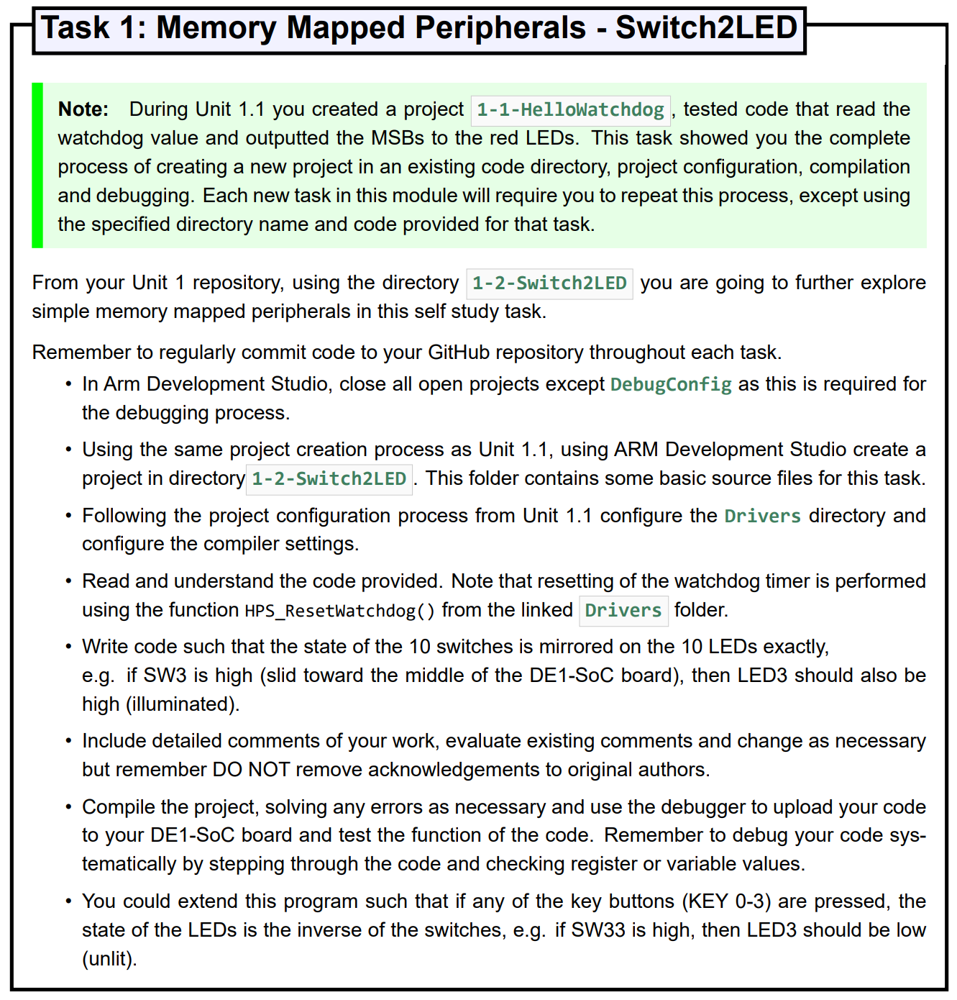 Task 1: Memory Mapped Peripherals - Switch2LED
Note: During Unit 1.1 you created a project 1-1-HelloWatchdog, tested code that read the
watchdog value and outputted the MSBs to the red LEDs. This task showed you the complete
process of creating a new project in an existing code directory, project configuration, compilation
and debugging. Each new task in this module will require you to repeat this process, except using
the specified directory name and code provided for that task.
From your Unit 1 repository, using the directory 1-2-Switch2LED you are going to further explore
simple memory mapped peripherals in this self study task.
Remember to regularly commit code to your GitHub repository throughout each task.
• In Arm Development Studio, close all open projects except DebugConfig as this is required for
the debugging process.
• Using the same project creation process as Unit 1.1, using ARM Development Studio create a
project in directory 1-2-Switch2LED. This folder contains some basic source files for this task.
• Following the project configuration process from Unit 1.1 configure the Drivers directory and
configure the compiler settings.
• Read and understand the code provided. Note that resetting of the watchdog timer is performed
using the function HPS_ResetWatchdog() from the linked Drivers folder.
• Write code such that the state of the 10 switches is mirrored on the 10 LEDs exactly,
e.g. if SW3 is high (slid toward the middle of the DE1-SoC board), then LED3 should also be
high (illuminated).
• Include detailed comments of your work, evaluate existing comments and change as necessary
but remember DO NOT remove acknowledgements to original authors.
• Compile the project, solving any errors as necessary and use the debugger to upload your code
to your DE1-SoC board and test the function of the code. Remember to debug your code sys-
tematically by stepping through the code and checking register or variable values.
• You could extend this program such that if any of the key buttons (KEY 0-3) are pressed, the
state of the LEDs is the inverse of the switches, e.g. if SW33 is high, then LED3 should be low
(unlit).